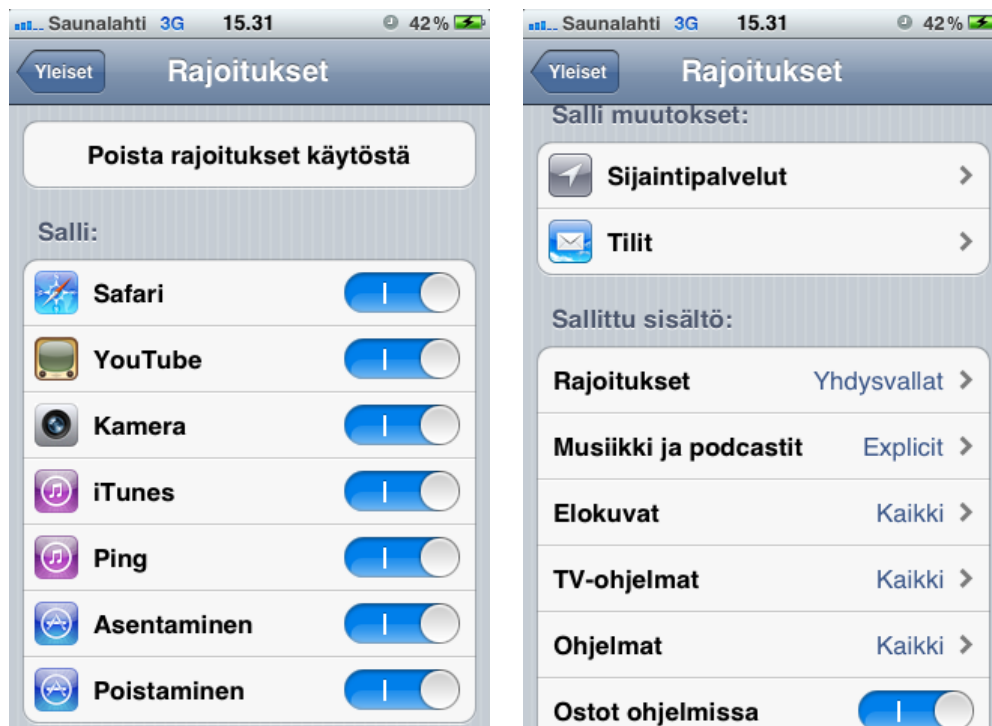 Saunalahti 3G 15.31 42 %
Yleiset Rajoitukset
Poista rajoitukset käytöstä
Salli:
Safari
YouTube
Kamera
iTunes
Ping
Asentaminen
Poistaminen
Saunalahti 3G 15.31 42 %
Yleiset Rajoitukset
Salli muutokset:
Sijaintipalvelut
Tilit
Sallittu sisältö:
Rajoitukset Yhdysvallat
Musiikki ja podcastit Explicit
Elokuvat Kaikki
TV-ohjelmat Kaikki
Ohjelmat Kaikki
Ostot ohjelmissa